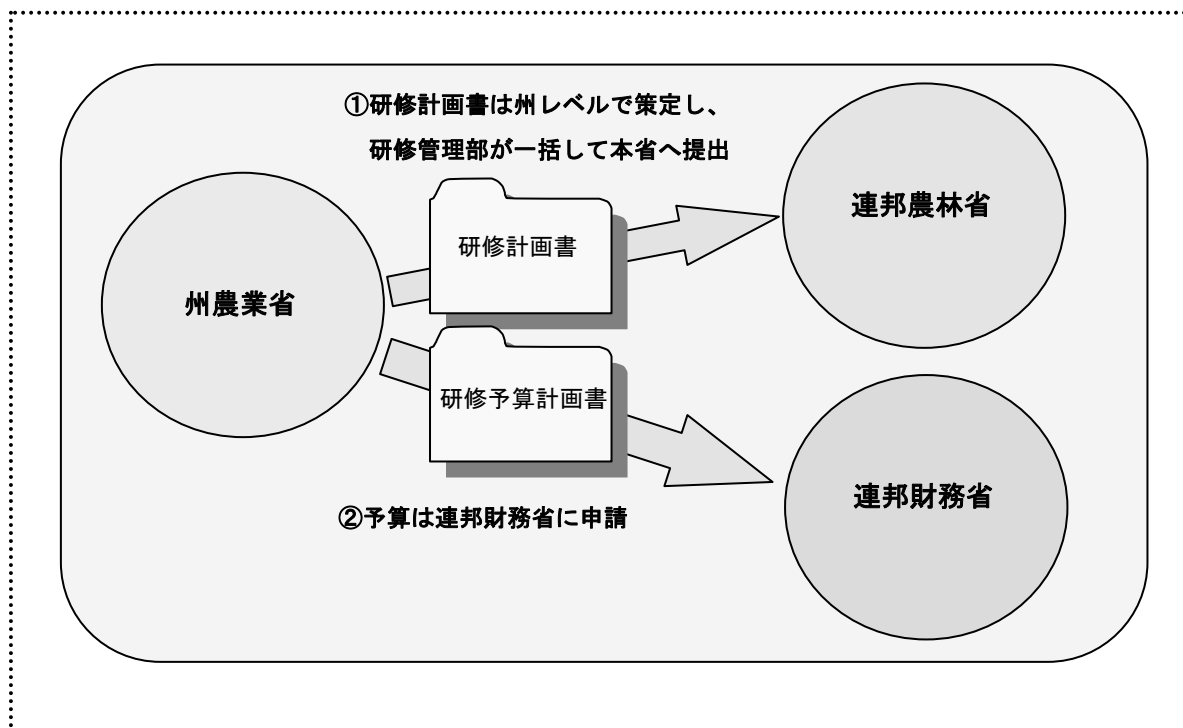 ①研修計画書は州レベルで策定し、
研修管理部が一括して本省へ提出
連邦農林省
研修計画書
州農業省
研修予算計画書
連邦財務省
②予算は連邦財務省に申請